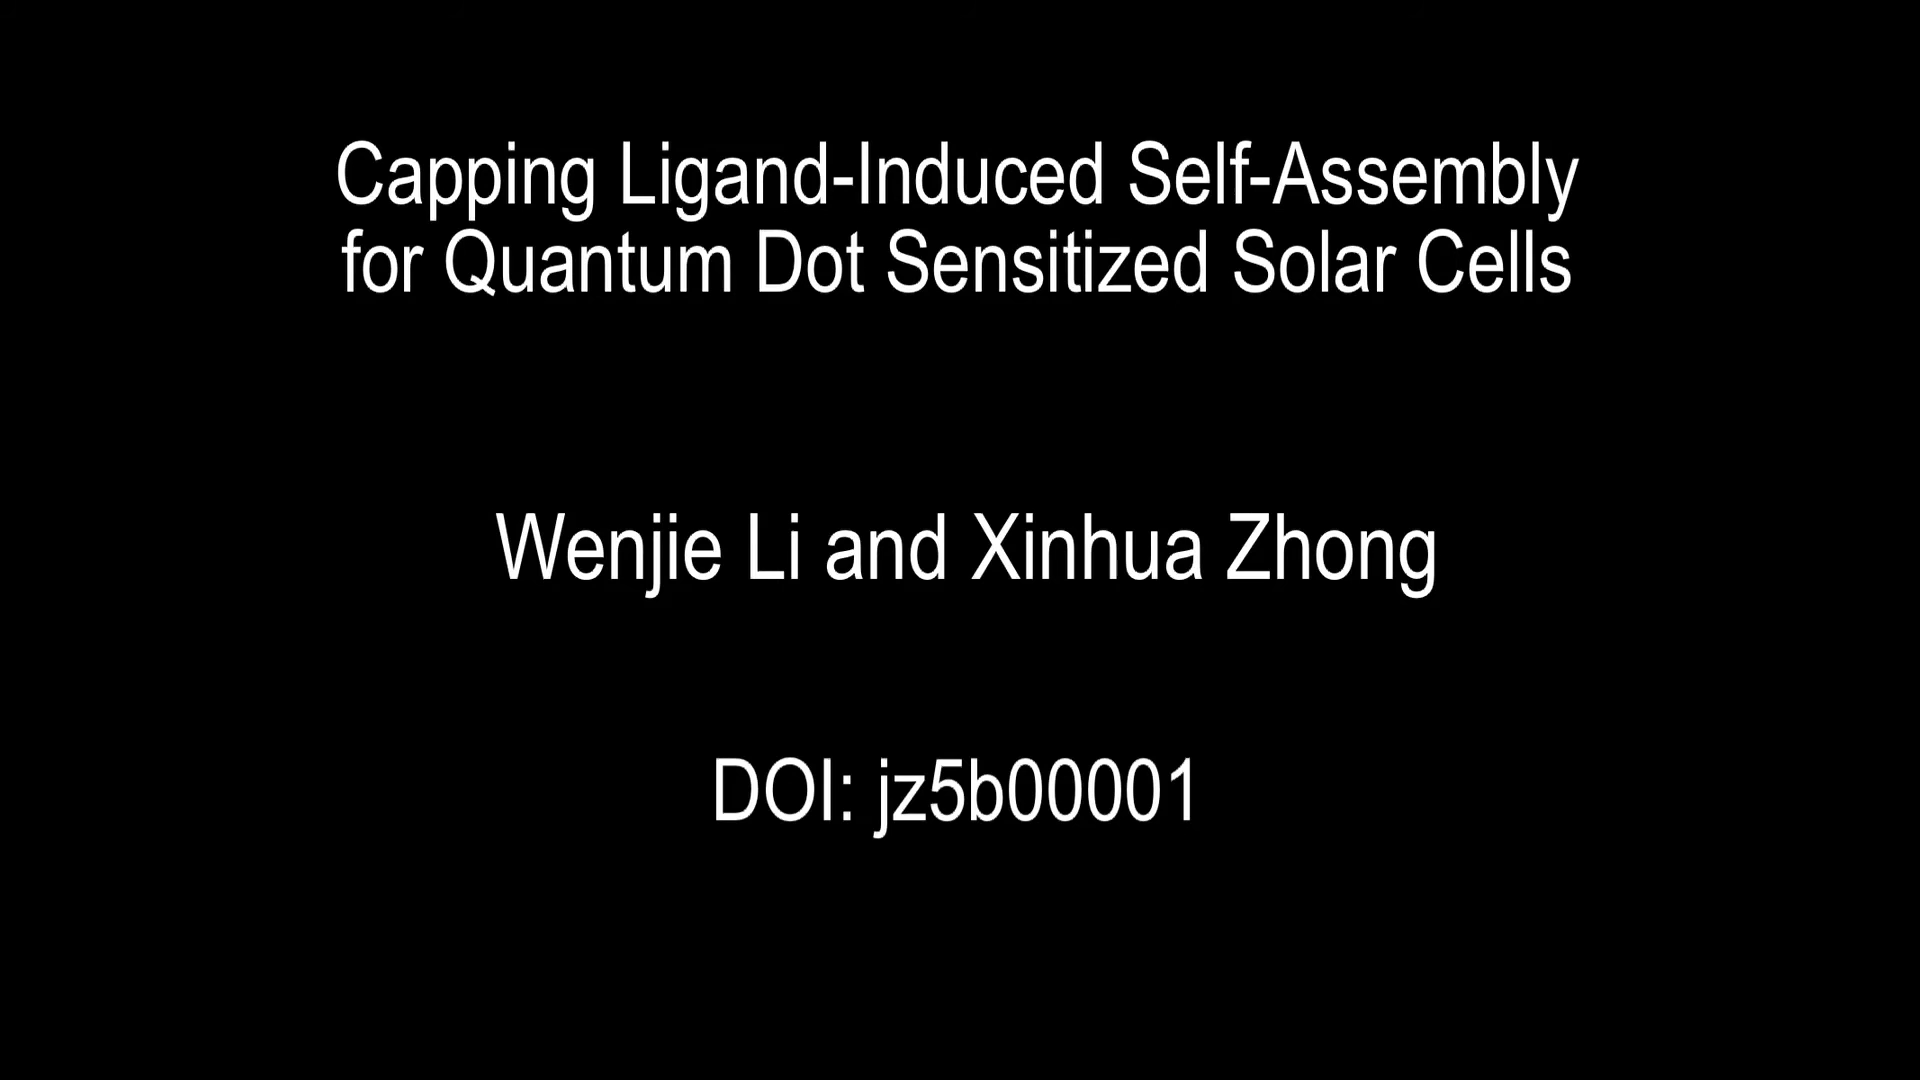 Capping Ligand-Induced Self-Assembly
for Quantum Dot Sensitized Solar Cells
Wenjie Li and Xinhua Zhong
DOI: jz5b00001